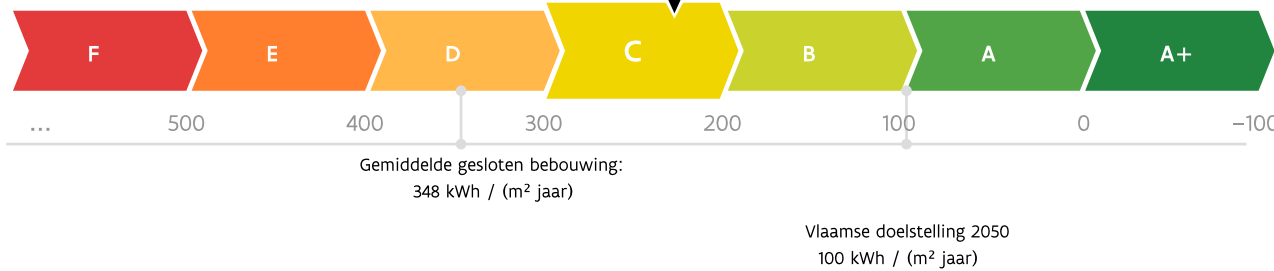 F E D C B A A+
... 500 400 300 200 100 0 −100
Gemiddelde gesloten bebouwing:
348 kWh / (m² jaar)
Vlaamse doelstelling 2050
100 kWh / (m² jaar)